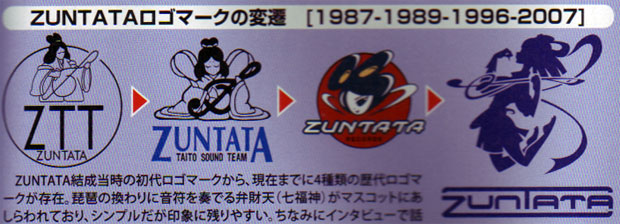 ZUNTATAロゴマークの変遷 [1987-1989-1996-2007]
ZTT
ZUNTATA
ZUNTATA
TAITO SOUND TEAM
ZUNTATA
RECORDS
ZUNTATA
ZUNTATA結成当時の初代ロゴマークから、現在までに4種類の歴代ロゴマ
ークが存在。琵琶の換わりに音符を奏でる弁財天(七福神)がマスコットにあ
しらわれており、シンプルだが印象に残りやすい。ちなみにインタビューで話